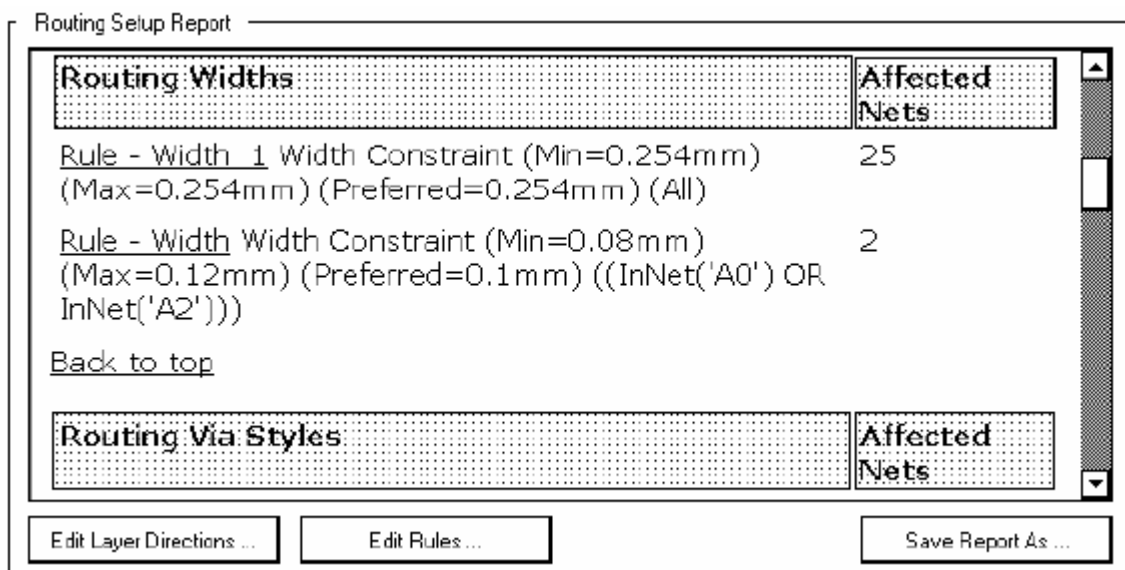 Routing Setup Report
Routing Widths
Affected
Nets
Rule - Width_1 Width Constraint (Min=0.254mm)
25
(Max=0.254mm) (Preferred=0.254mm) (All)
Rule - Width Width Constraint (Min=0.08mm)
2
(Max=0.12mm) (Preferred=0.1mm) ((InNet('A0') OR
InNet('A2')))
Back to top
Routing Via Styles
Affected
Nets
Edit Layer Directions ...
Edit Rules ...
Save Report As ...